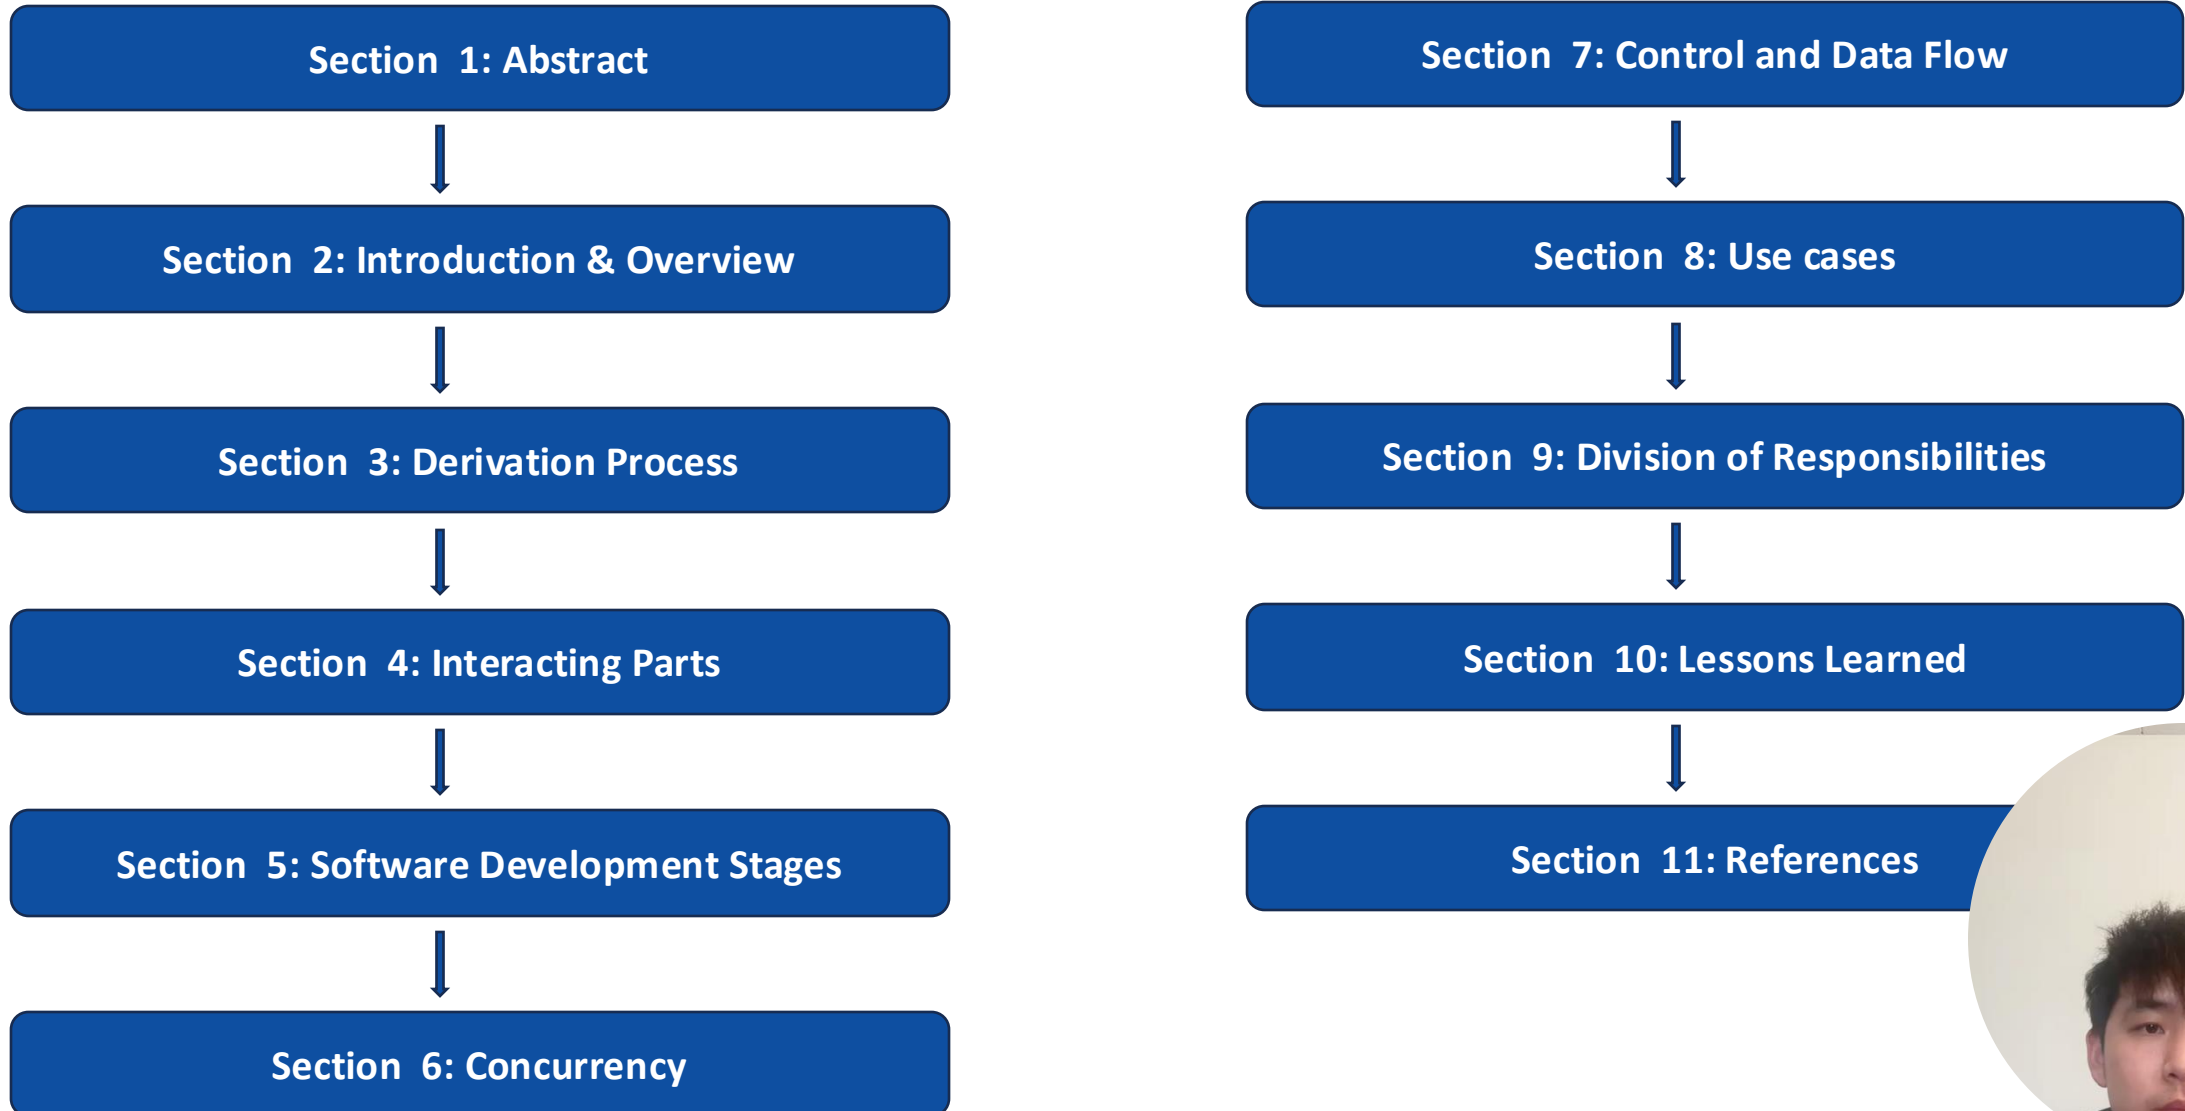 Section 1: Abstract
Section 2: Introduction & Overview
Section 3: Derivation Process
Section 4: Interacting Parts
Section 5: Software Development Stages
Section 6: Concurrency
Section 7: Control and Data Flow
Section 8: Use cases
Section 9: Division of Responsibilities
Section 10: Lessons Learned
Section 11: References